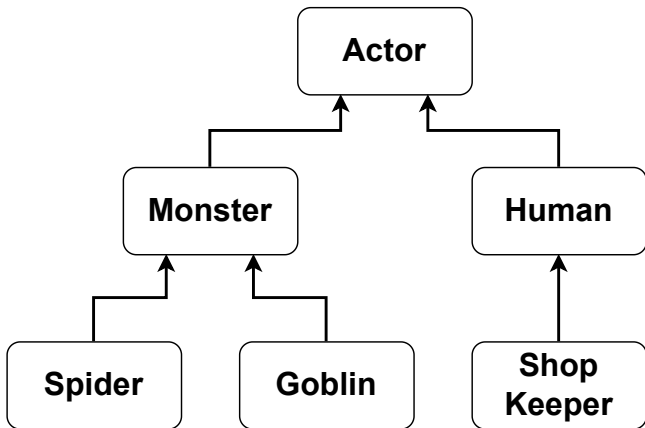 Actor
Monster
Human
Spider
Goblin
Shop
Keeper